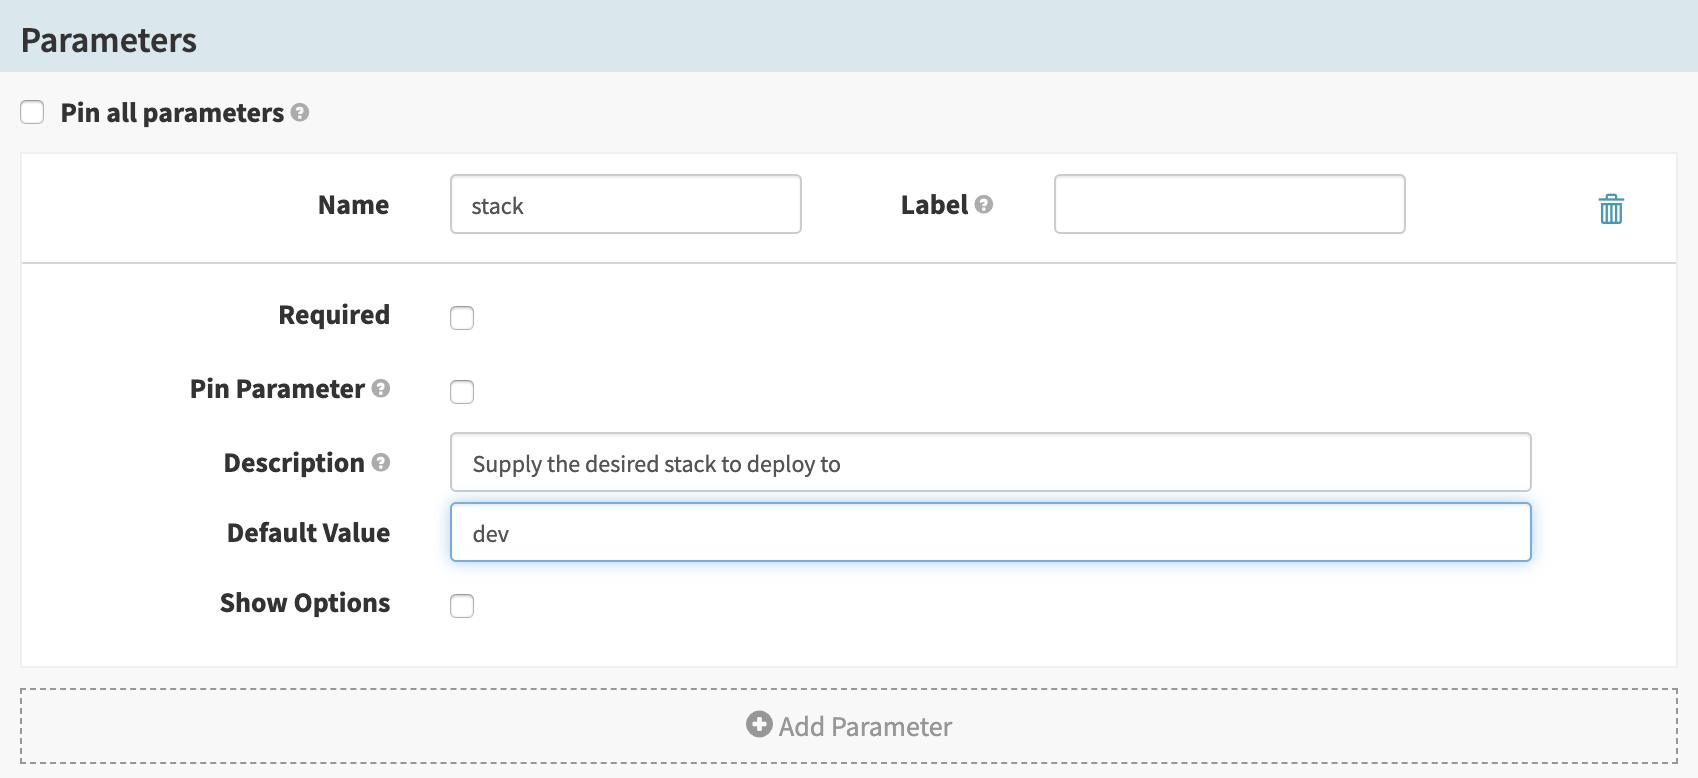 Parameters
Pin all parameters ?
Name stack Label ?
Required
Pin Parameter ?
Description ? Supply the desired stack to deploy to
Default Value dev
Show Options
Add Parameter